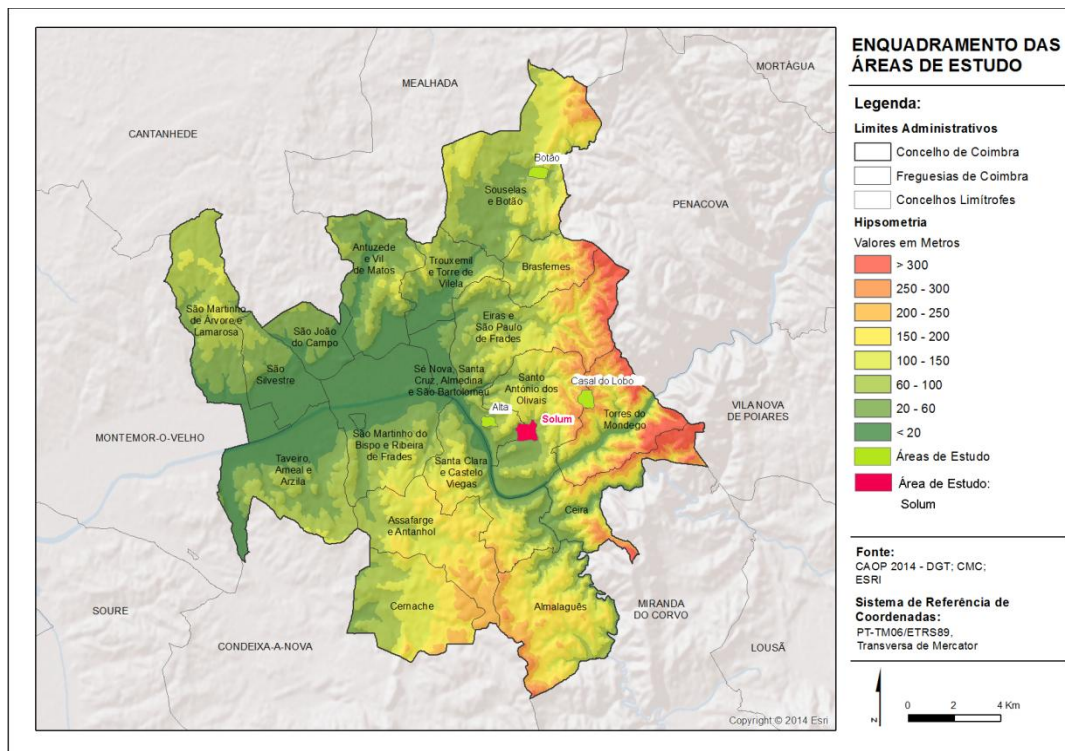 ENQUADRAMENTO DAS
ÁREAS DE ESTUDO
Legenda:
Limites Administrativos
Concelho de Coimbra
Freguesias de Coimbra
Concelhos Limítrofes
Hipsometria
Valores em Metros
> 300
250 - 300
200 - 250
150 - 200
100 - 150
60 - 100
20 - 60
< 20
Áreas de Estudo
Área de Estudo:
Solum
Fonte:
CAOP 2014 - DGT; CMC;
ESRI
Sistema de Referência de
Coordenadas:
PT-TM06/ETRS89,
Transversa de Mercator
N
0 2 4 Km
MORTÁGUA
MEALHADA
CANTANHEDE
Botão
Souselas
e Botão
PENACOVA
Antuzede
e Vil
de Matos
Trouxemil
e Torre de
Vilela
Brasfemes
São Martinho
de Árvore e
Lamarosa
São João
do Campo
Eiras e
São Paulo
de Frades
São
Silvestre
Sé Nova, Santa
Cruz, Almedina
e São Bartolomeu
Santo
António dos
Olivais
Casal do Lobo
Alta
Solum
Torres do
Mondego
VILA NOVA
DE POIARES
MONTEMOR-O-VELHO
São Martinho do
Bispo e Ribeira
de Frades
Taveiro,
Ameal e
Arzila
Santa Clara
e Castelo
Viegas
Ceira
Assafarge
e Antanhol
Cernache
Almalaguês
MIRANDA
DO CORVO
SOURE
CONDEIXA-A-NOVA
LOUSÃ
Copyright © 2014 Esri